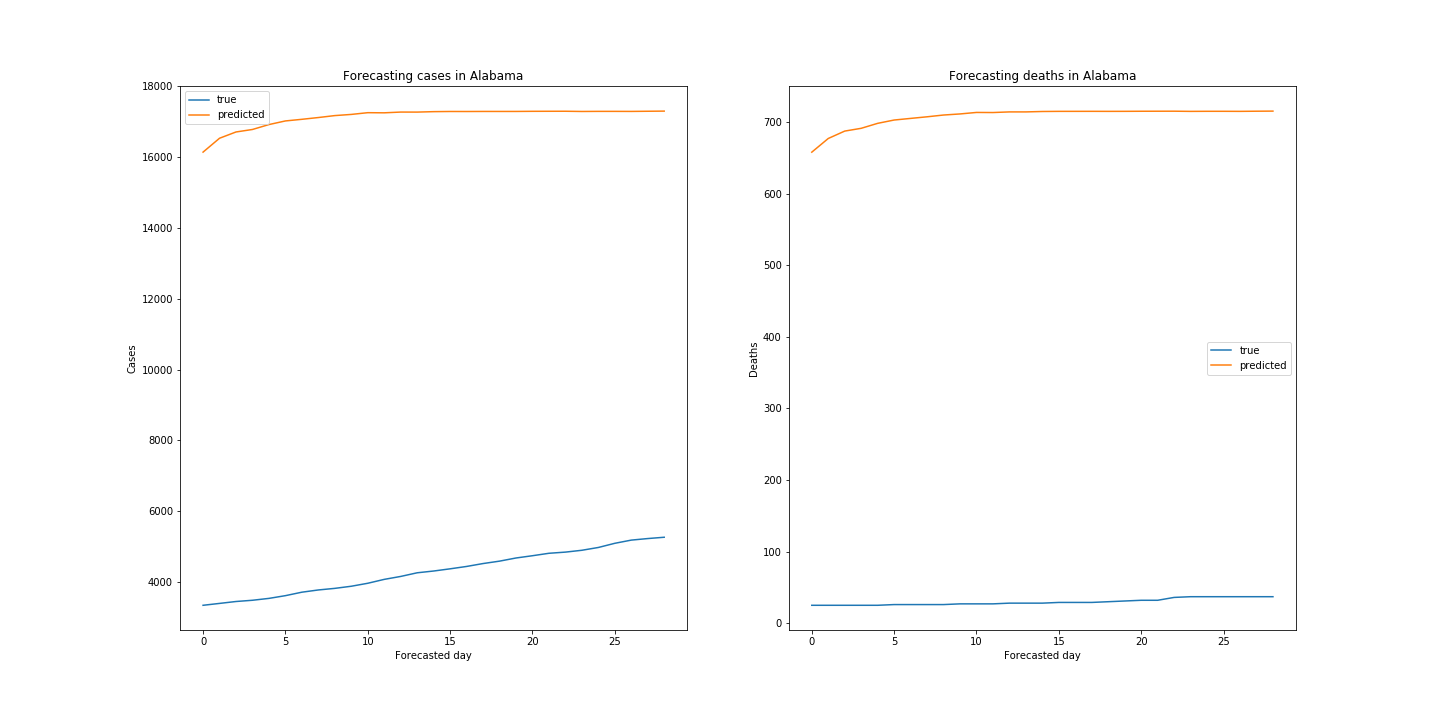 Forecasting cases in Alabama
true
predicted
18000
16000
14000
12000
10000
8000
6000
4000
Cases
0 5 10 15 20 25
Forecasted day
Forecasting deaths in Alabama
700
600
500
400
300
200
100
0
Deaths
true
predicted
0 5 10 15 20 25
Forecasted day